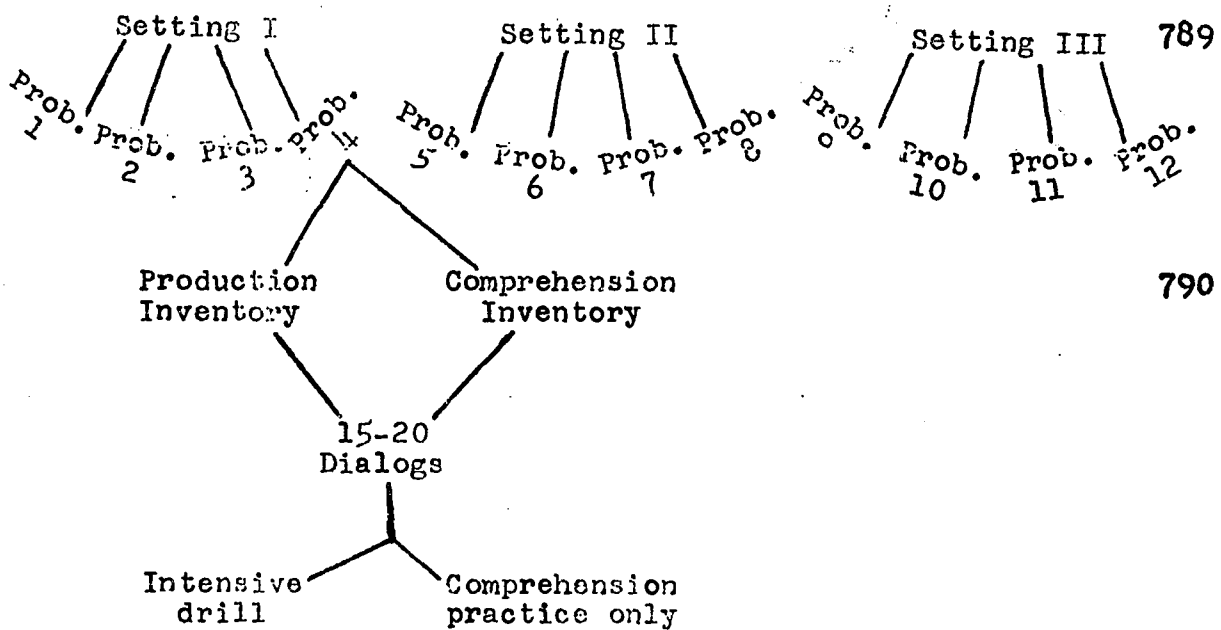 Setting I Setting II Setting III 789
Prob. 1 Prob. 2 Prob. 3 Prob. 4 Prob. 5 Prob. 6 Prob. 7 Prob. 8 Prob. Prob. 10 Prob. 11 Prob. 12
Production Comprehension 790
Inventory Inventory
15-20
Dialogs
Intensive Comprehension
drill practice only